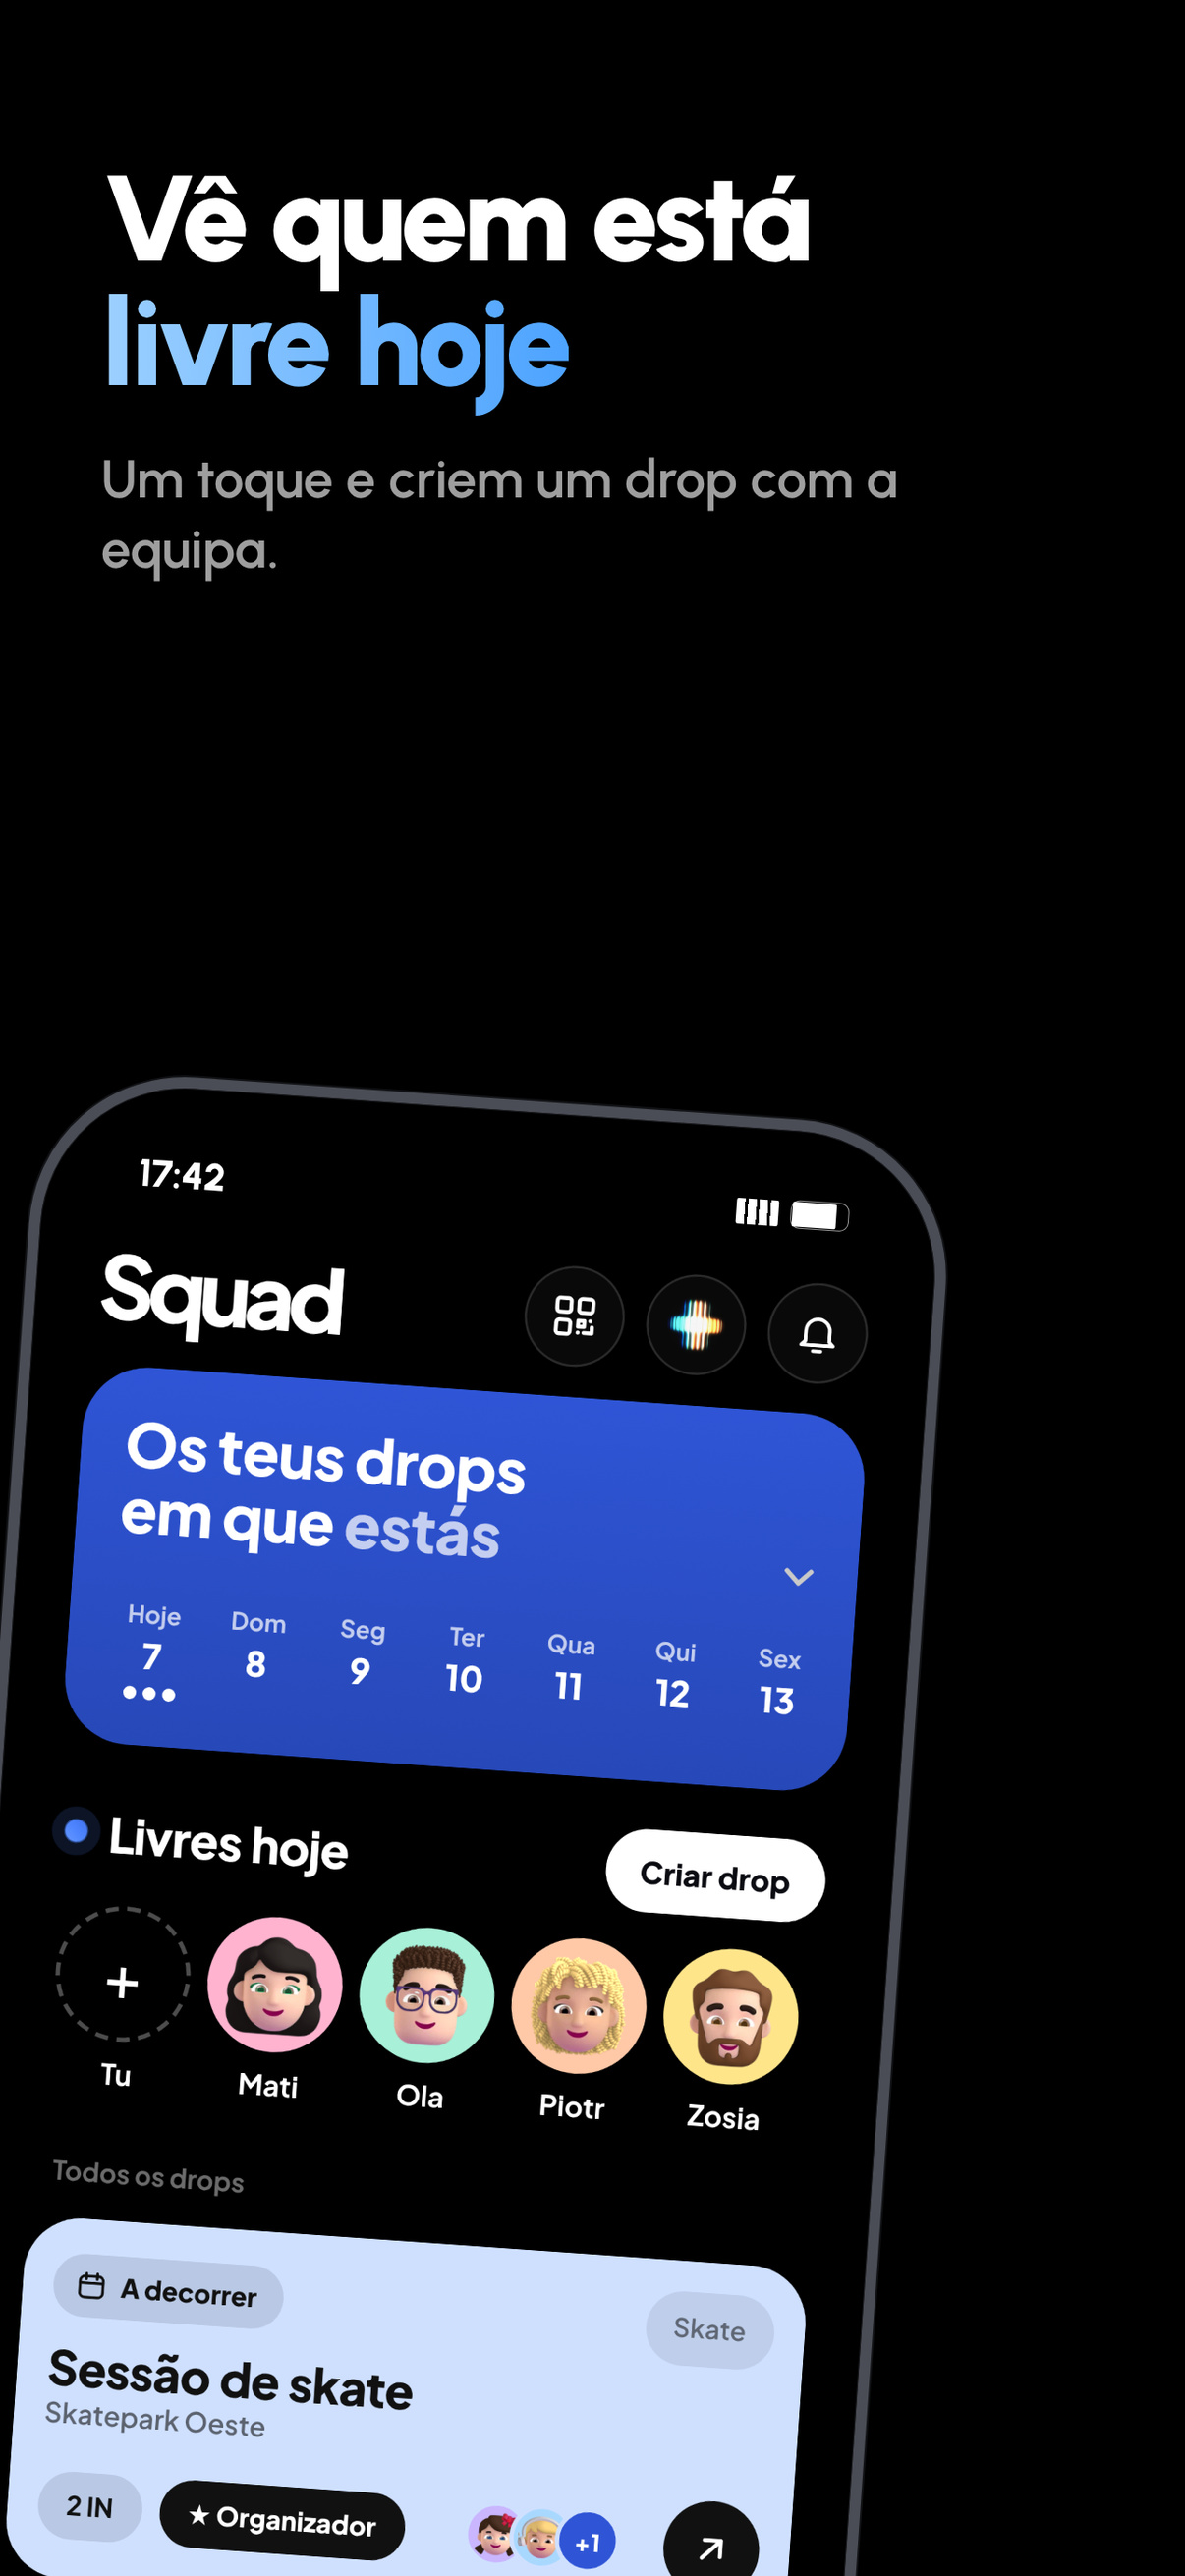 Vê quem está
livre hoje
Um toque e criem um drop com a
equipa.
17:42
Squad
Os teus drops
em que estás
Hoje Dom Seg Ter Qua Qui Sex
7 8 9 10 11 12 13
Livres hoje
Criar drop
Tu Mati Ola Piotr Zosia
Todos os drops
A decorrer
Skate
Sessão de skate
Skatepark Oeste
2 IN
★ Organizador
+1